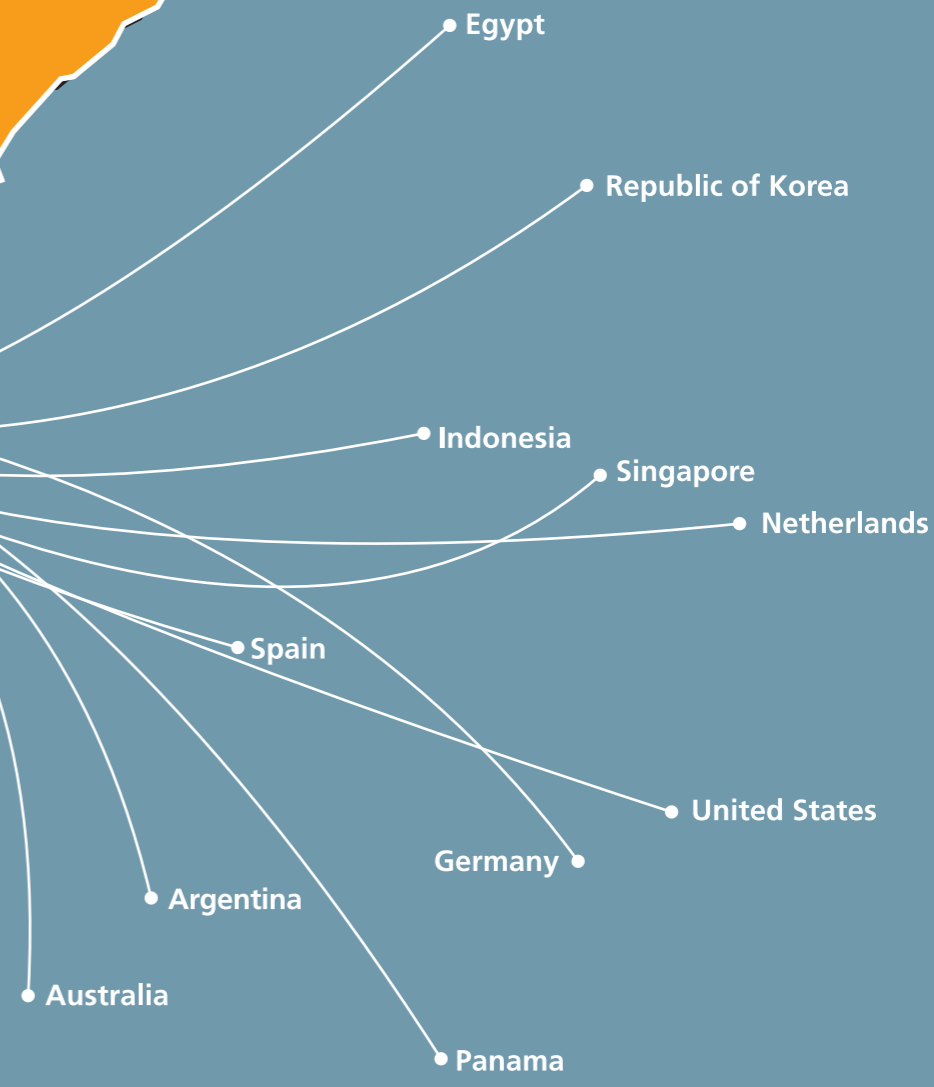 Egypt
Republic of Korea
Indonesia
Singapore
Netherlands
Spain
United States
Germany
Argentina
Australia
Panama